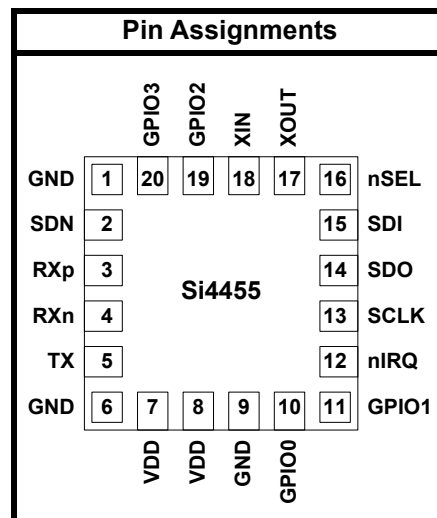 Pin Assignments
GPIO3 GPIO2 XIN XOUT
GND 1 20 19 18 17 16 nSEL
SDN 2 15 SDI
RXp 3 14 SDO
Si4455
RXn 4 13 SCLK
TX 5 12 nIRQ
GND 6 7 8 9 10 11 GPIO1
VDD VDD GND GPIO0